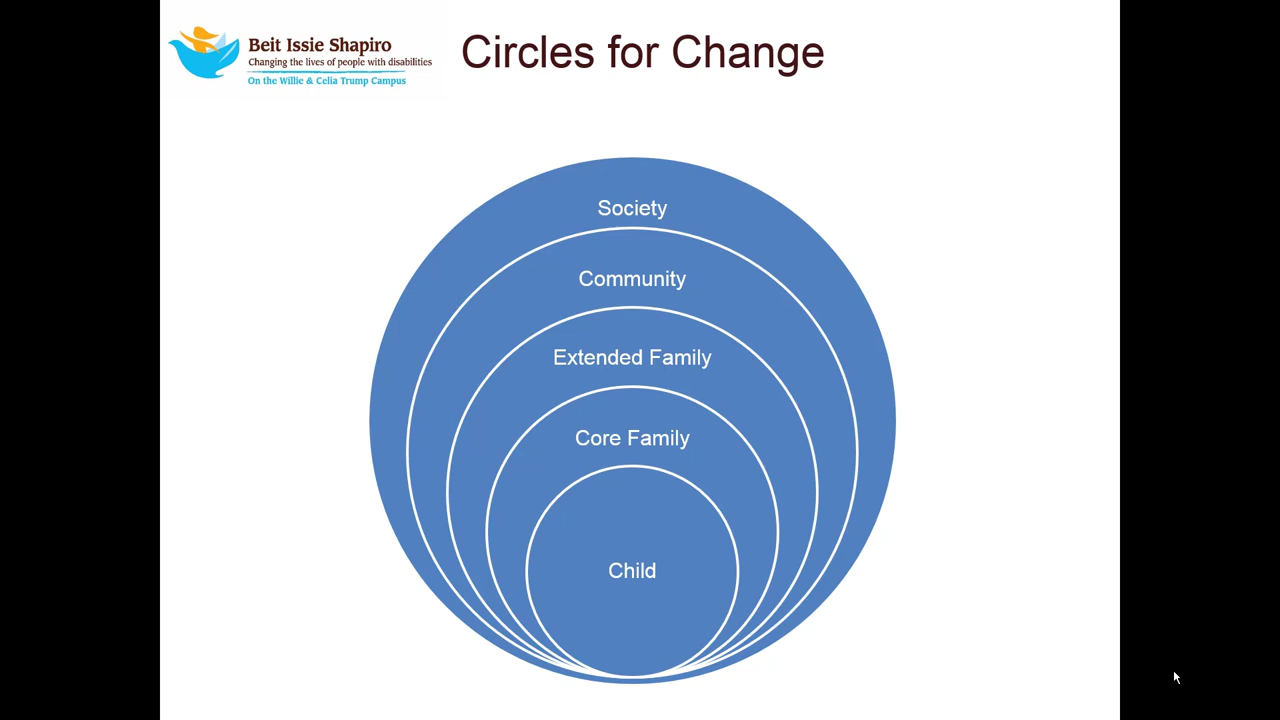 Beit Issie Shapiro
Changing the lives of people with disabilities
On the Willie & Celia Trump Campus
Circles for Change
Society
Community
Extended Family
Core Family
Child